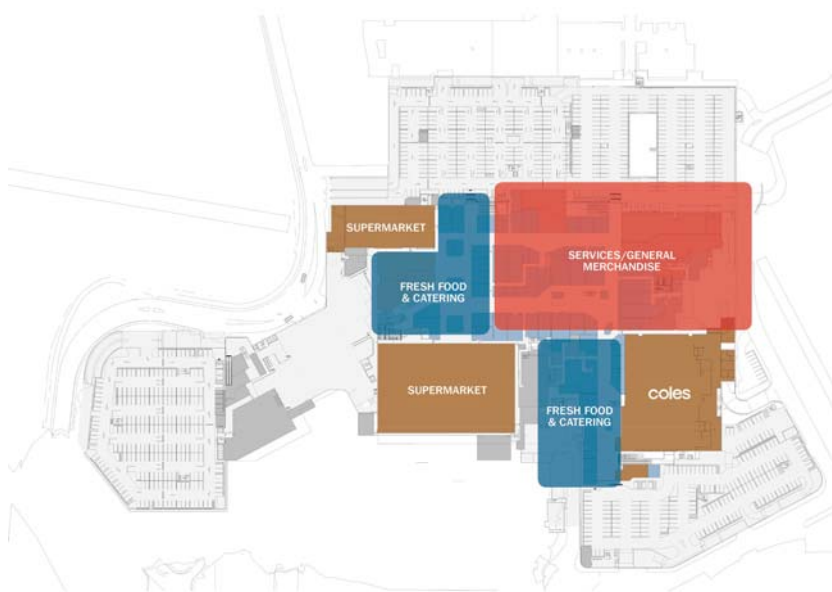 SUPERMARKET
SERVICES/GENERAL
MERCHANDISE
FRESH FOOD
& CATERING
SUPERMARKET
coles
FRESH FOOD
& CATERING